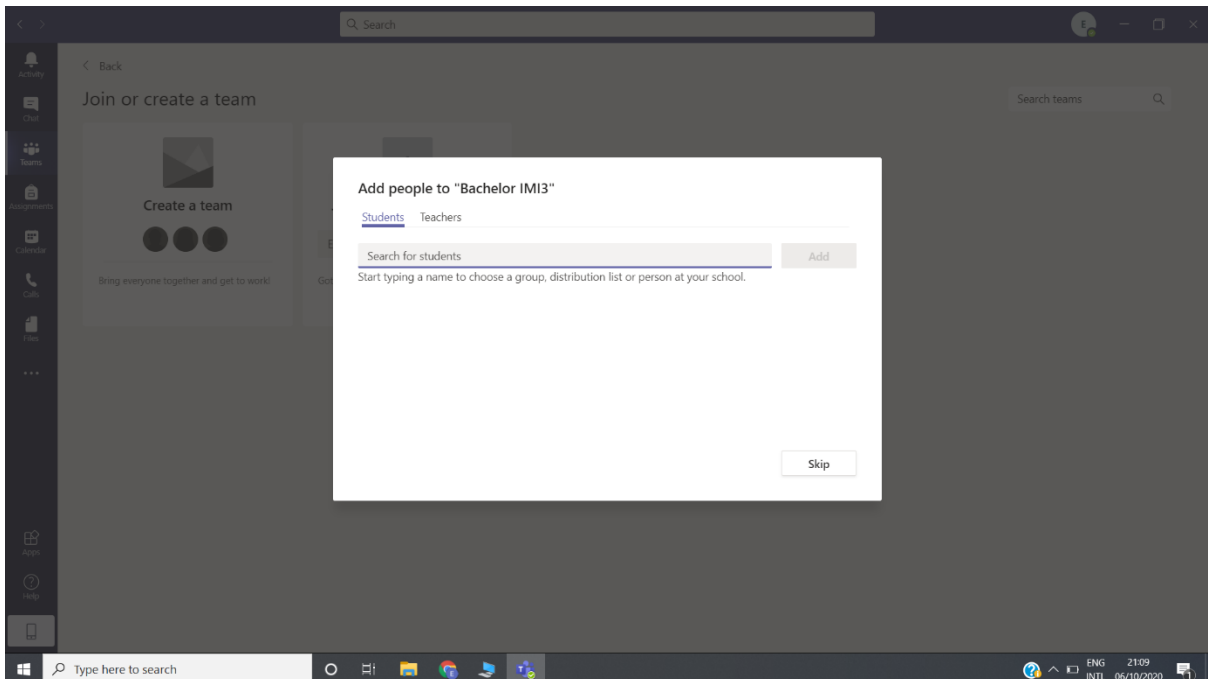 Search
E
Activity
Chat
Teams
Assignments
Calendar
Calls
Files
Apps
Help
Back
Join or create a team
Search teams
Create a team
Bring everyone together and get to work!
Got
Add people to "Bachelor IMI3"
Students Teachers
Search for students
Add
Start typing a name to choose a group, distribution list or person at your school.
Skip
Type here to search
ENG 21:09
INTL 06/10/2020